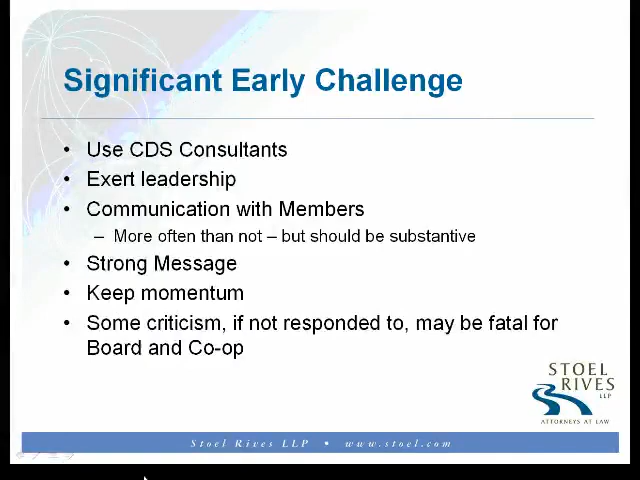 Significant Early Challenge
• Use CDS Consultants
• Exert leadership
• Communication with Members
– More often than not – but should be substantive
• Strong Message
• Keep momentum
• Some criticism, if not responded to, may be fatal for
Board and Co-op
STOEL
RIVES
LLP
ATTORNEYS AT LAW
Stoel Rives LLP • www.stoel.com